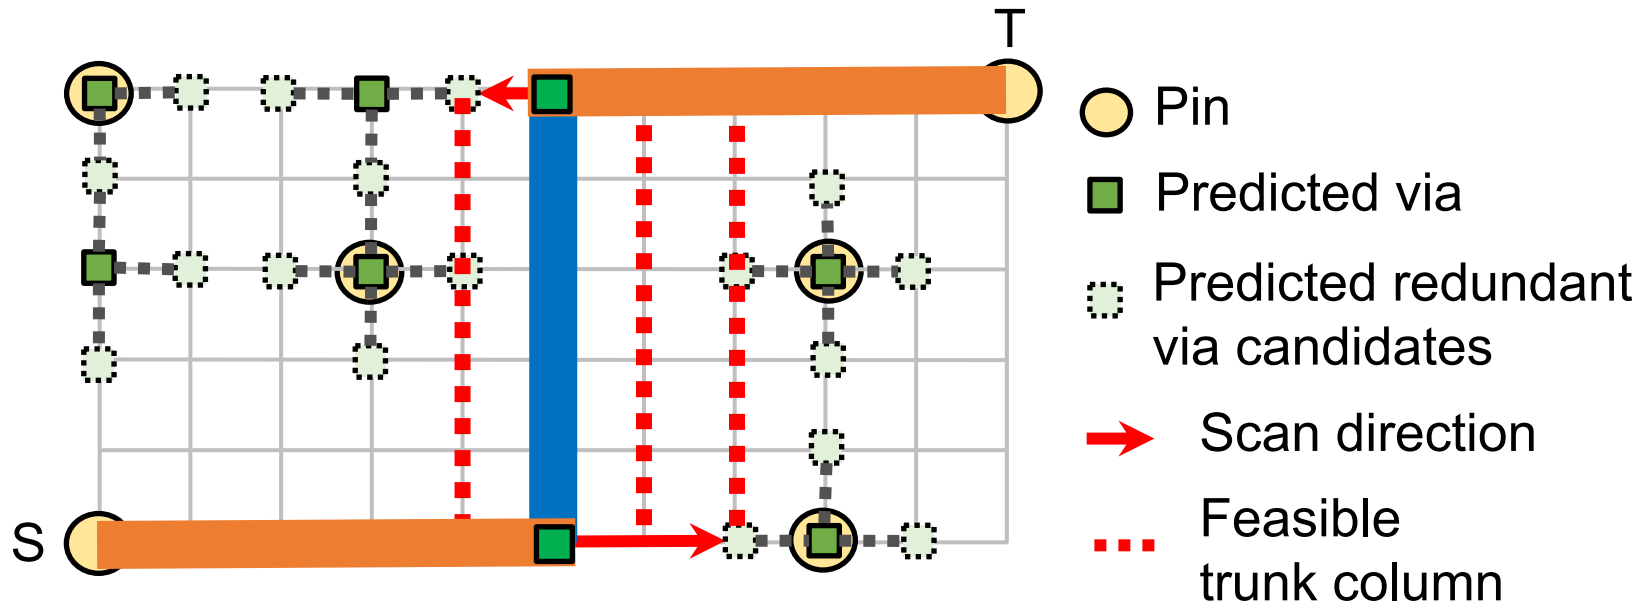 T
S
Pin
Predicted via
Predicted redundant
via candidates
Scan direction
Feasible
trunk column